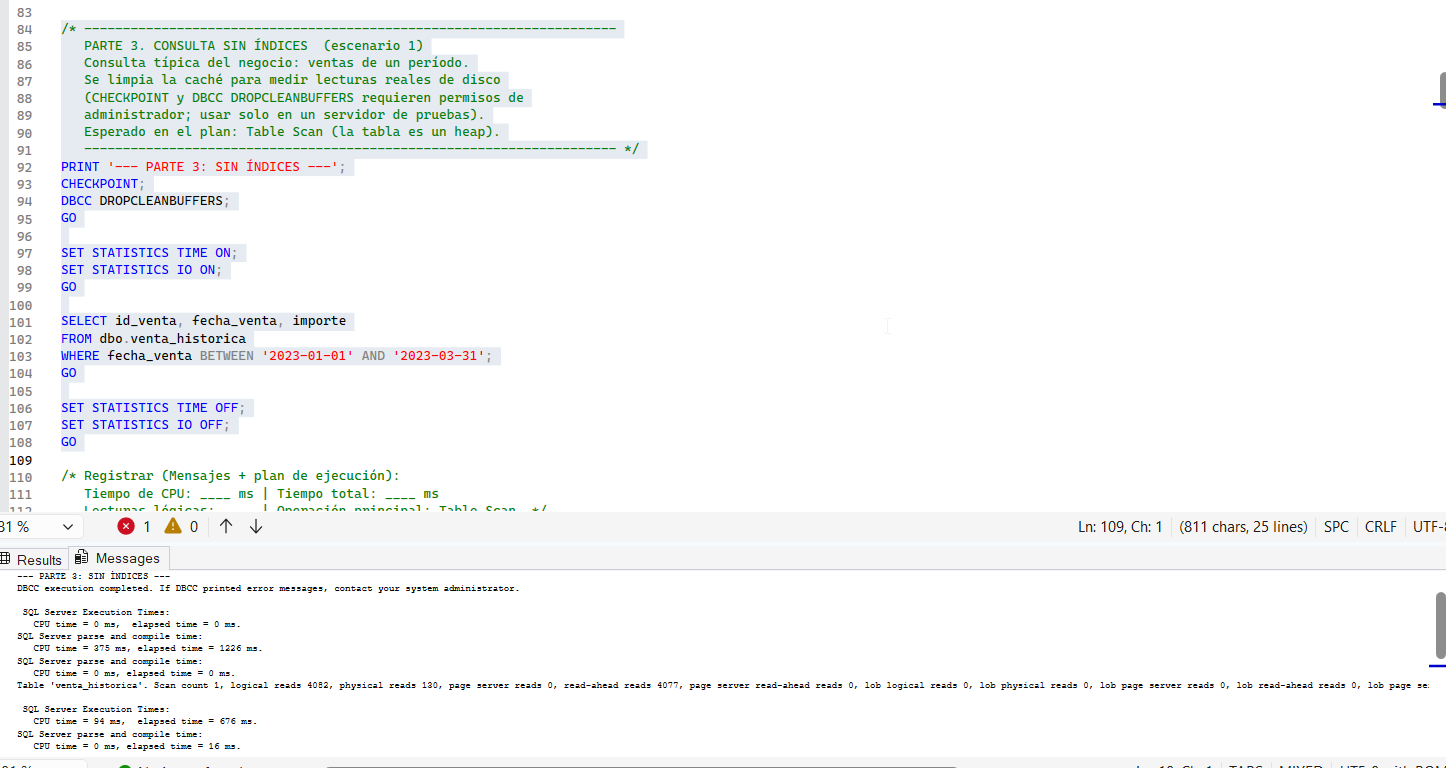 83
84 /* ---------------------------------------------------------------------
85 PARTE 3. CONSULTA SIN ÍNDICES (escenario 1)
86 Consulta típica del negocio: ventas de un período.
87 Se limpia la caché para medir lecturas reales de disco
88 (CHECKPOINT y DBCC DROPCLEANBUFFERS requieren permisos de
89 administrador; usar solo en un servidor de pruebas).
90 Esperado en el plan: Table Scan (la tabla es un heap).
91 --------------------------------------------------------------------- */
92 PRINT '--- PARTE 3: SIN ÍNDICES ---';
93 CHECKPOINT;
94 DBCC DROPCLEANBUFFERS;
95 GO
96
97 SET STATISTICS TIME ON;
98 SET STATISTICS IO ON;
99 GO
100
101 SELECT id_venta, fecha_venta, importe
102 FROM dbo.venta_historica
103 WHERE fecha_venta BETWEEN '2023-01-01' AND '2023-03-31';
104 GO
105
106 SET STATISTICS TIME OFF;
107 SET STATISTICS IO OFF;
108 GO
109
110 /* Registrar (Mensajes + plan de ejecución):
111 Tiempo de CPU: ____ ms | Tiempo total: ____ ms
112 Lecturas lógicas: | Operación principal: Table Scan */
81 % 1 0 Ln: 109, Ch: 1 (811 chars, 25 lines) SPC CRLF UTF-8
Results Messages
--- PARTE 3: SIN ÍNDICES ---
DBCC execution completed. If DBCC printed error messages, contact your system administrator.
SQL Server Execution Times:
CPU time = 0 ms, elapsed time = 0 ms.
SQL Server parse and compile time:
CPU time = 375 ms, elapsed time = 1226 ms.
SQL Server parse and compile time:
CPU time = 0 ms, elapsed time = 0 ms.
Table 'venta_historica'. Scan count 1, logical reads 4082, physical reads 130, page server reads 0, read-ahead reads 4077, page server read-ahead reads 0, lob logical reads 0, lob physical reads 0, lob page server reads 0, lob read-ahead reads 0, lob page se
SQL Server Execution Times:
CPU time = 94 ms, elapsed time = 676 ms.
SQL Server parse and compile time:
CPU time = 0 ms, elapsed time = 16 ms.